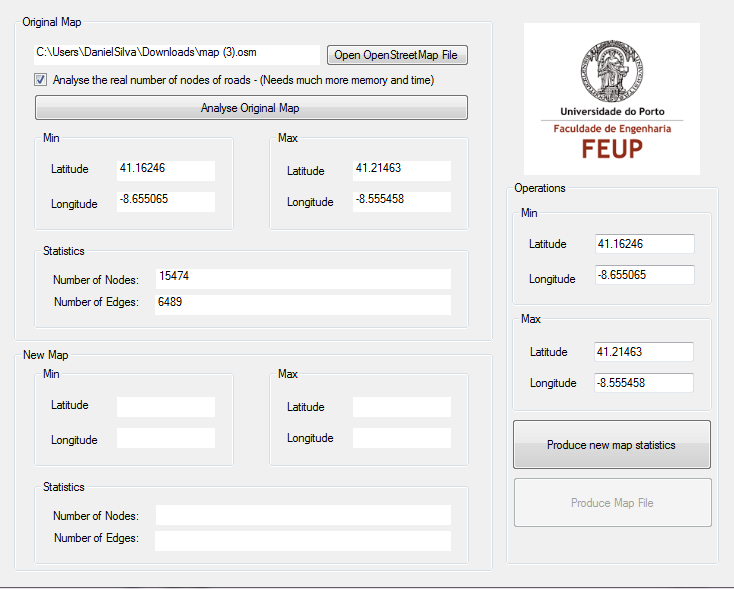 Original Map
C:\Users\DanielSilva\Downloads\map (3).osm
Open OpenStreetMap File
Analyse the real number of nodes of roads - (Needs much more memory and time)
Analyse Original Map
Min
Latitude 41.16246
Longitude -8.655065
Max
Latitude 41.21463
Longitude -8.555458
Statistics
Number of Nodes: 15474
Number of Edges: 6489
New Map
Min
Latitude
Longitude
Max
Latitude
Longitude
Statistics
Number of Nodes:
Number of Edges:
Universidade do Porto
Faculdade de Engenharia
FEUP
Operations
Min
Latitude 41.16246
Longitude -8.655065
Max
Latitude 41.21463
Longitude -8.555458
Produce new map statistics
Produce Map File